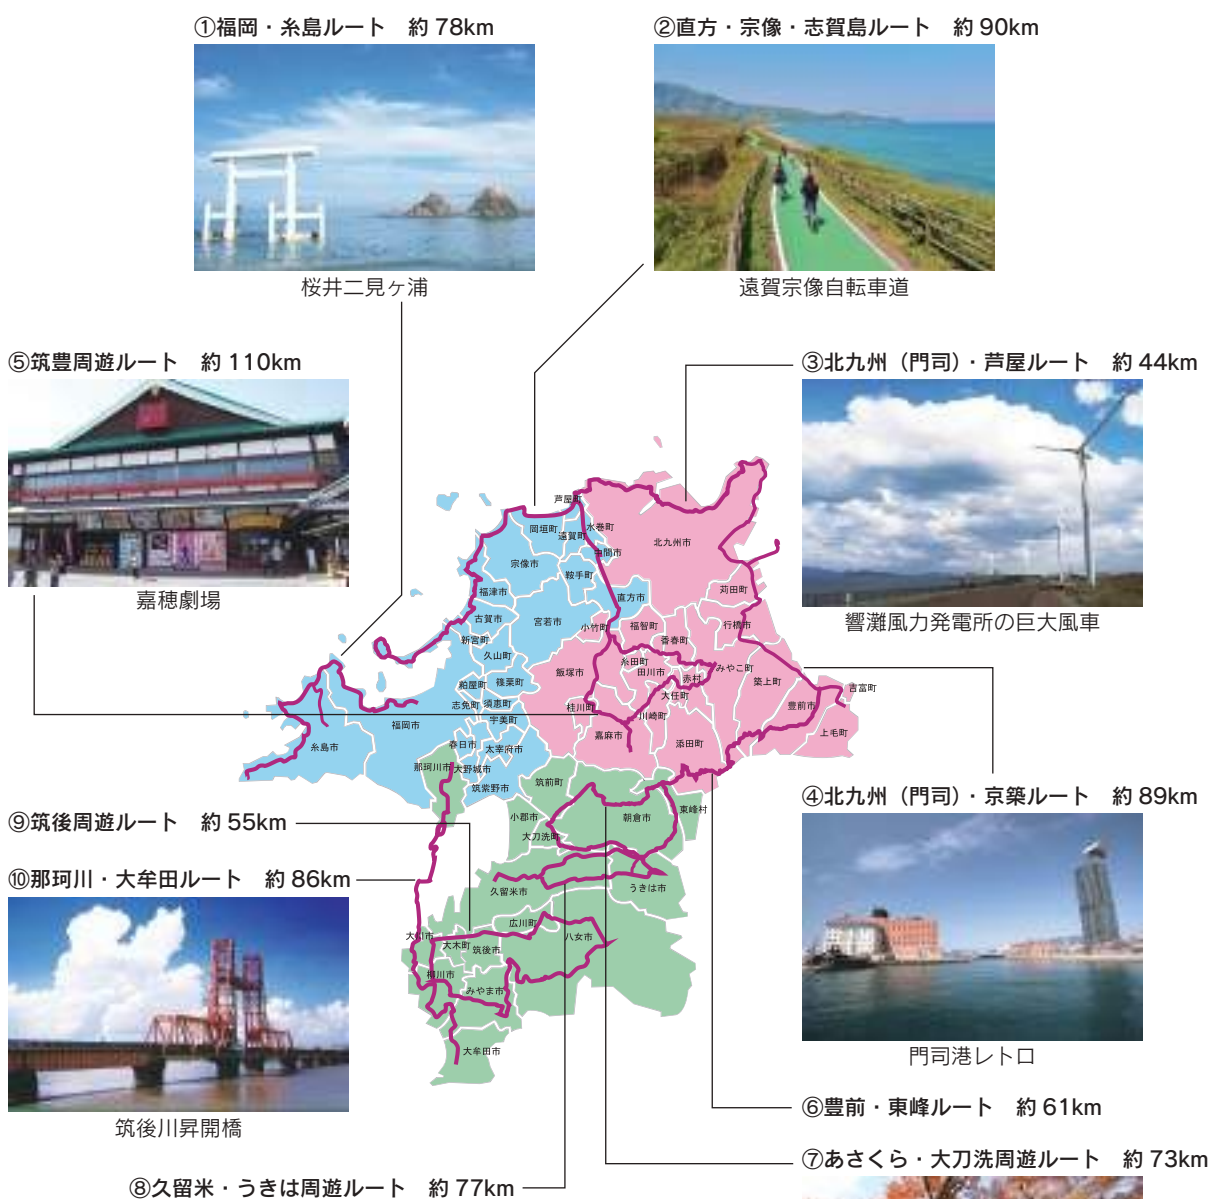 ①福岡・糸島ルート　約 78km
②直方・宗像・志賀島ルート　約 90km
桜井二見ヶ浦
遠賀宗像自転車道
⑤筑豊周遊ルート　約 110km
③北九州（門司）・芦屋ルート　約 44km
嘉穂劇場
響灘風力発電所の巨大風車
芦屋町
水巻町
岡垣町
遠賀町
北九州市
中間市
宗像市
鞍手町
苅田町
福津市
直方市
古賀市
宮若市
小竹町
福智町
行橋市
新宮町
香春町
久山町
糸田町
みやこ町
飯塚市
田川市
赤村
築上町
粕屋町
篠栗町
大任町
吉富町
志免町
須恵町
桂川町
豊前市
福岡市
宇美町
川崎町
上毛町
糸島市
春日市
太宰府市
嘉麻市
添田町
那珂川市
大野城市
筑紫野市
筑前町
④北九州（門司）・京築ルート　約 89km
東峰村
小郡市
朝倉市
⑨筑後周遊ルート　約 55km
大刀洗町
⑩那珂川・大牟田ルート　約 86km
久留米市
うきは市
広川町
大川市
大木町
筑後市
八女市
柳川市
みやま市
大牟田市
門司港レトロ
筑後川昇開橋
⑥豊前・東峰ルート　約 61km
⑦あさくら・大刀洗周遊ルート　約 73km
⑧久留米・うきは周遊ルート　約 77km